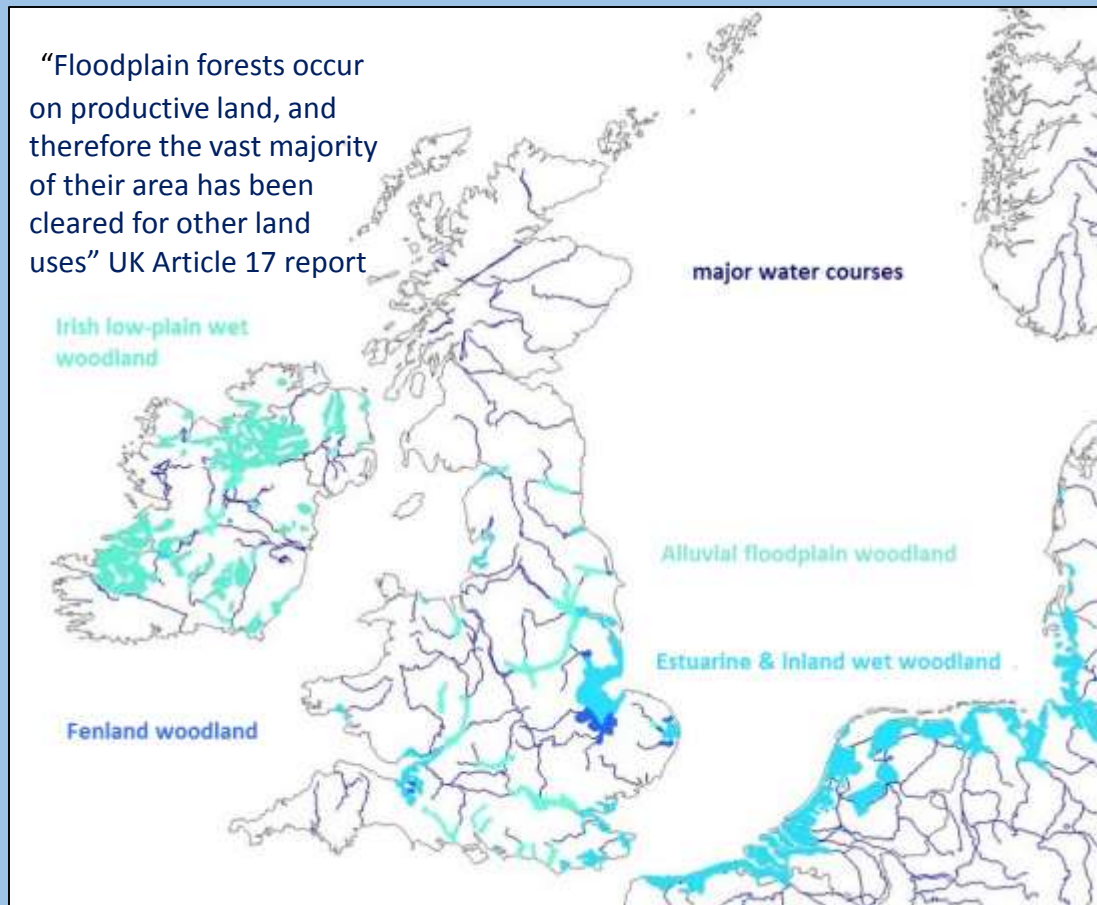 “Floodplain forests occur
on productive land, and
therefore the vast majority
of their area has been
cleared for other land
uses” UK Article 17 report
major water courses
Irish low-plain wet
woodland
Alluvial floodplain woodland
Estuarine & inland wet woodland
Fenland woodland